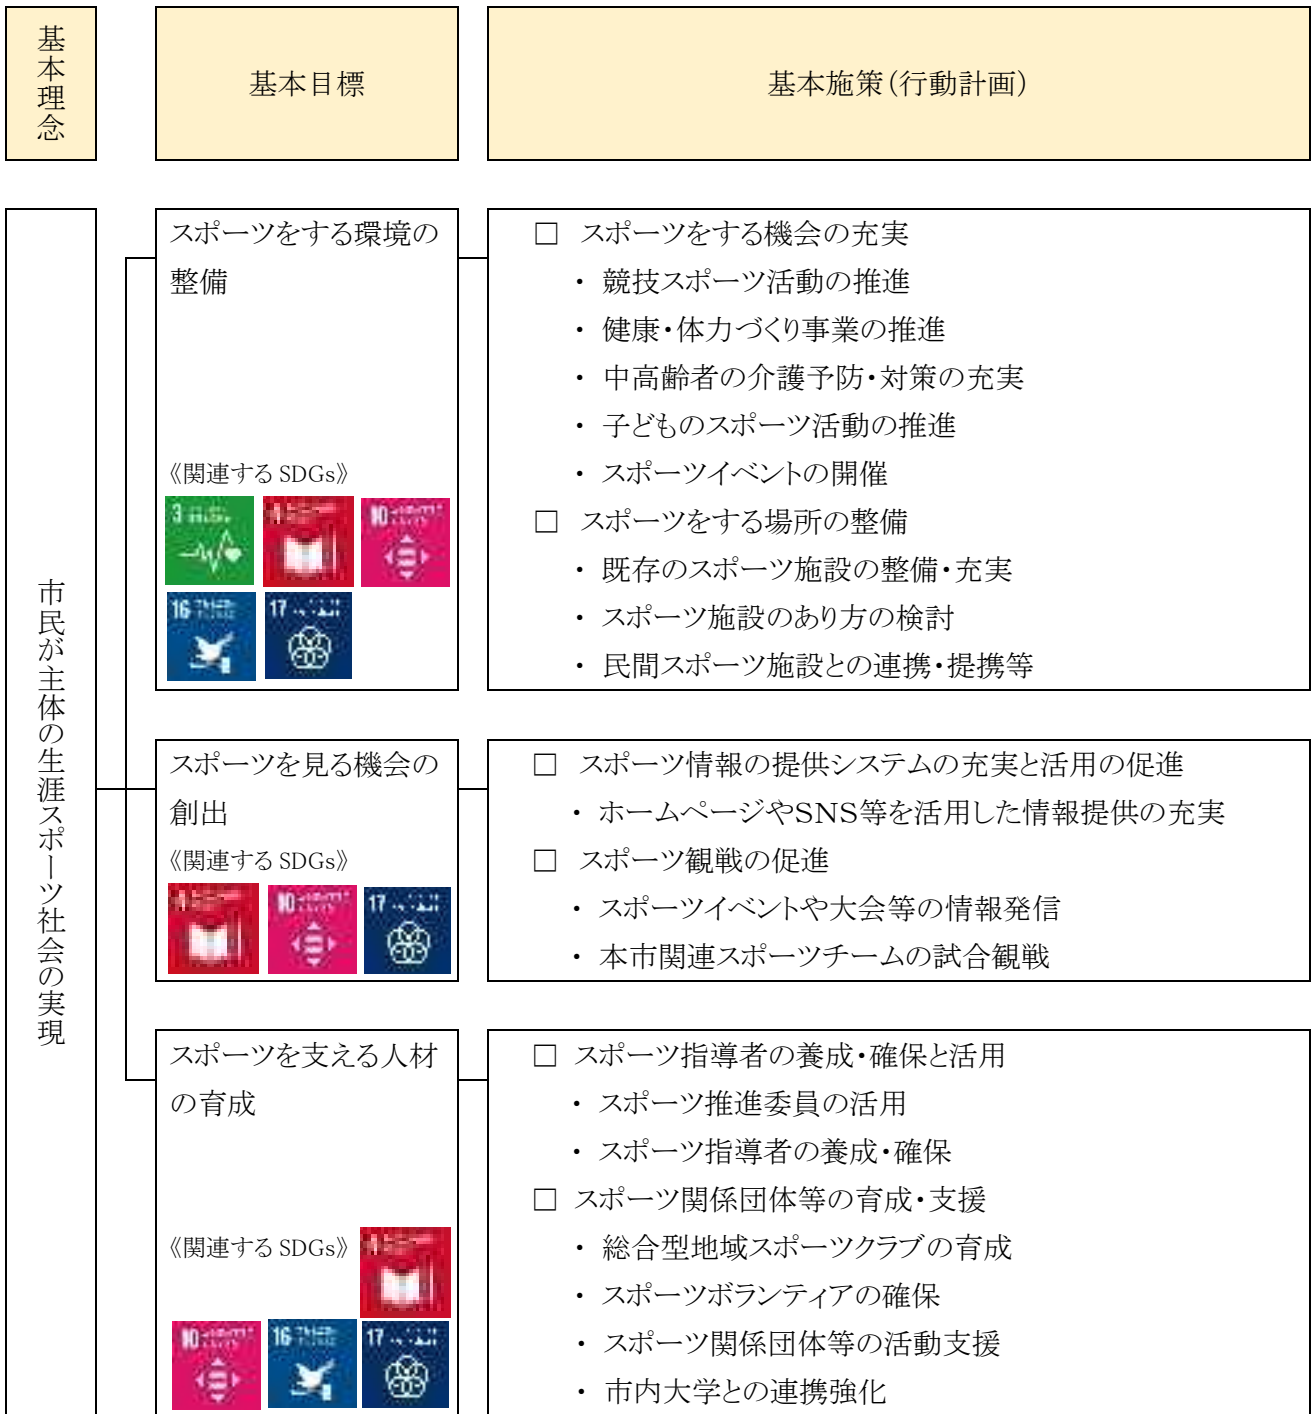 基本理念
基本目標
基本施策(行動計画)
市民が主体の生涯スポーツ社会の実現
スポーツをする環境の
整備
《関連する SDGs》
3
10
16
17
□ スポーツをする機会の充実
・ 競技スポーツ活動の推進
・ 健康・体力づくり事業の推進
・ 中高齢者の介護予防・対策の充実
・ 子どものスポーツ活動の推進
・ スポーツイベントの開催
□ スポーツをする場所の整備
・ 既存のスポーツ施設の整備・充実
・ スポーツ施設のあり方の検討
・ 民間スポーツ施設との連携・提携等
スポーツを見る機会の
創出
《関連する SDGs》
10
17
□ スポーツ情報の提供システムの充実と活用の促進
・ ホームページやSNS等を活用した情報提供の充実
□ スポーツ観戦の促進
・ スポーツイベントや大会等の情報発信
・ 本市関連スポーツチームの試合観戦
スポーツを支える人材
の育成
《関連する SDGs》
10
16
17
□ スポーツ指導者の養成・確保と活用
・ スポーツ推進委員の活用
・ スポーツ指導者の養成・確保
□ スポーツ関係団体等の育成・支援
・ 総合型地域スポーツクラブの育成
・ スポーツボランティアの確保
・ スポーツ関係団体等の活動支援
・ 市内大学との連携強化